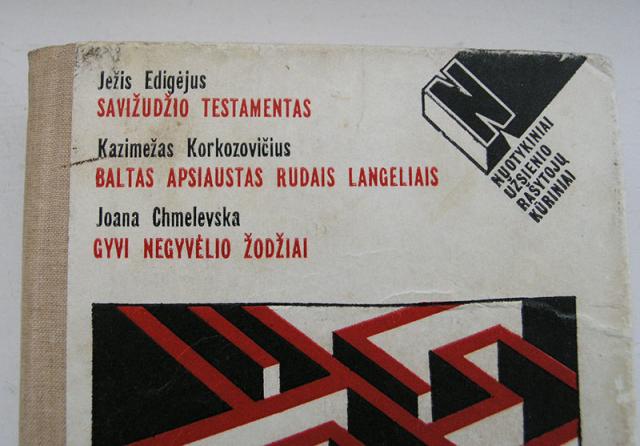 Ježis Edigėjus
SAVIŽUDŽIO TESTAMENTAS
Kazimežas Korkozovičius
BALTAS APSIAUSTAS RUDAIS LANGELIAIS
Joana Chmelevska
GYVI NEGYVĖLIO ŽODŽIAI
N
NUOTYKINIAI
UŽSIENIO
RAŠYTOJŲ
KŪRINIAI